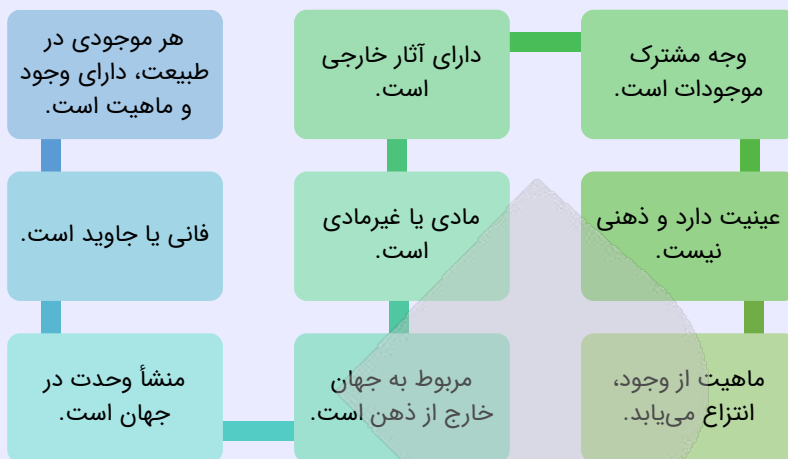 وجه مشترک
موجودات است.
عینیت دارد و ذهنی
نیست.
ماهیت از وجود،
انتزاع می‌یابد.
دارای آثار خارجی
است.
مادی یا غیرمادی
است.
مربوط به جهان
خارج از ذهن است.
هر موجودی در
طبیعت، دارای وجود
و ماهیت است.
فانی یا جاوید است.
منشأ وحدت در
جهان است.